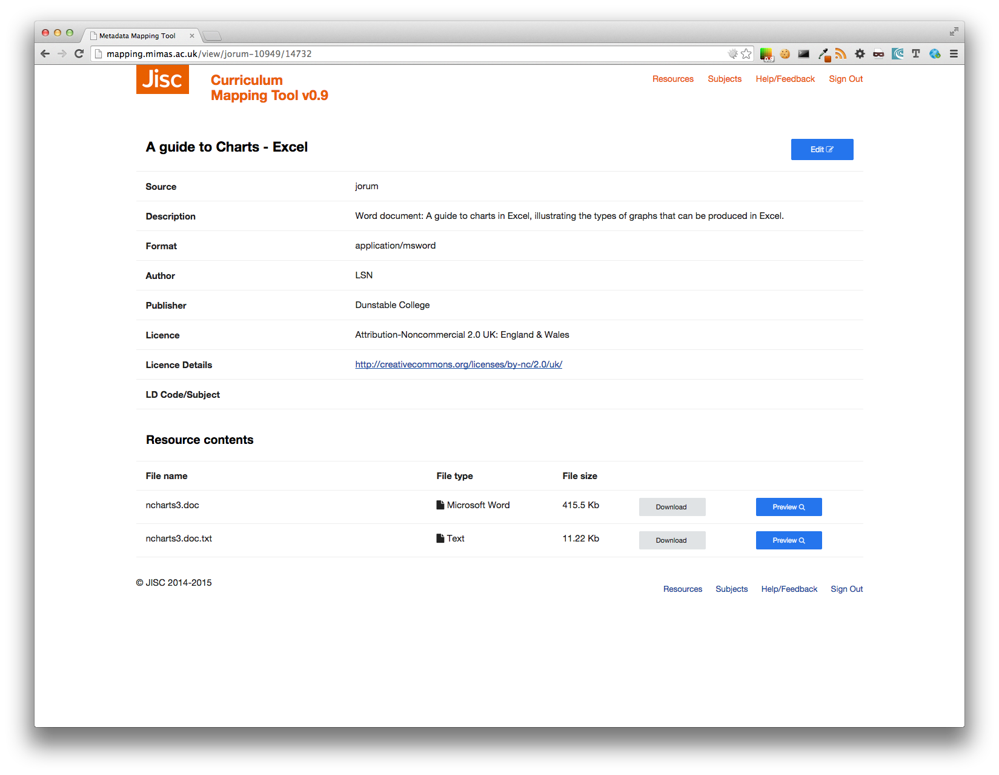 Metadata Mapping Tool
mapping.mimas.ac.uk/view/jorum-10949/14732
0.9
T
Jisc
Curriculum
Mapping Tool v0.9
Resources Subjects Help/Feedback Sign Out
A guide to Charts - Excel
Edit
Source jorum
Description Word document: A guide to charts in Excel, illustrating the types of graphs that can be produced in Excel.
Format application/msword
Author LSN
Publisher Dunstable College
Licence Attribution-Noncommercial 2.0 UK: England & Wales
Licence Details http://creativecommons.org/licenses/by-nc/2.0/uk/
LD Code/Subject
Resource contents
File name File type File size
ncharts3.doc Microsoft Word 415.5 Kb Download Preview
ncharts3.doc.txt Text 11.22 Kb Download Preview
© JISC 2014-2015
Resources Subjects Help/Feedback Sign Out